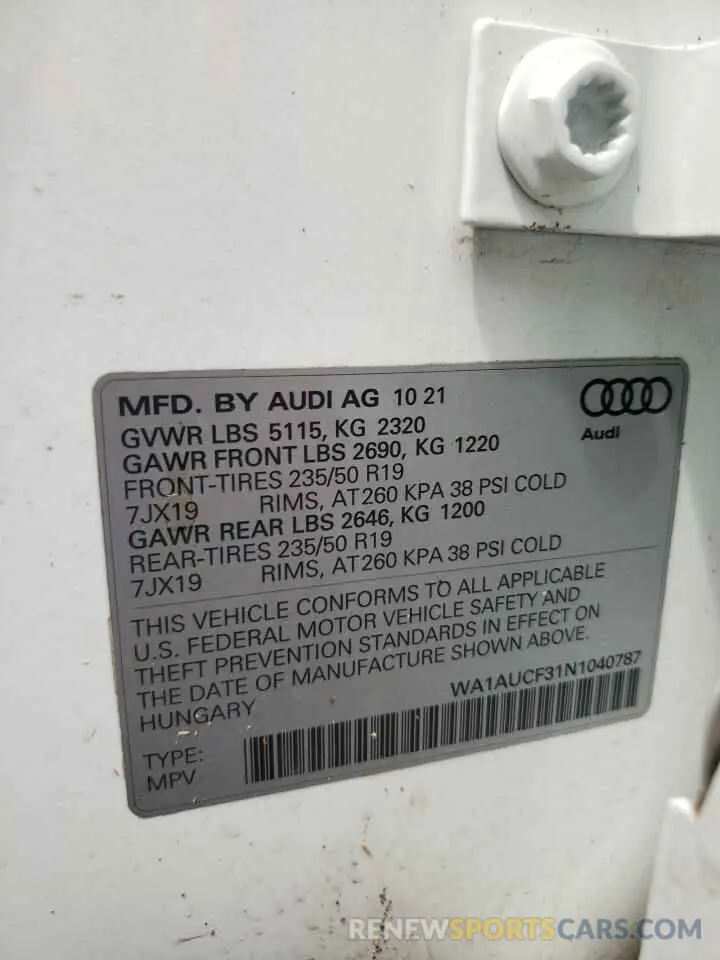 MFD. BY AUDI AG 10 21
Audi
GVWR LBS 5115, KG 2320
GAWR FRONT LBS 2690, KG 1220
FRONT-TIRES 235/50 R19
7JX19 RIMS, AT260 KPA 38 PSI COLD
GAWR REAR LBS 2646, KG 1200
REAR-TIRES 235/50 R19
7JX19 RIMS, AT260 KPA 38 PSI COLD
THIS VEHICLE CONFORMS TO ALL APPLICABLE
U.S. FEDERAL MOTOR VEHICLE SAFETY AND
THEFT PREVENTION STANDARDS IN EFFECT ON
THE DATE OF MANUFACTURE SHOWN ABOVE.
HUNGARY WA1AUCF31N1040787
TYPE:
MPV
RENEWSPORTSCARS.COM